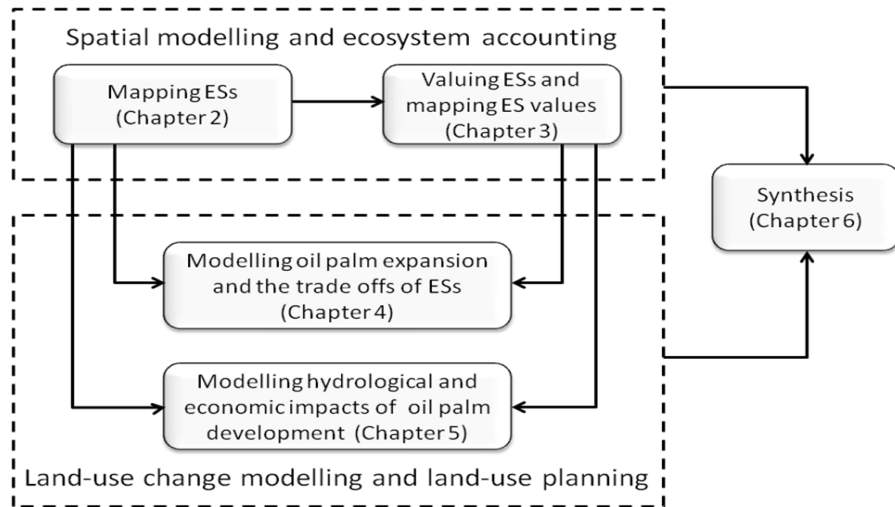 Spatial modelling and ecosystem accounting
Mapping ESs
(Chapter 2)
Valuing ESs and
mapping ES values
(Chapter 3)
Synthesis
(Chapter 6)
Modelling oil palm expansion
and the trade offs of ESs
(Chapter 4)
Modelling hydrological and
economic impacts of oil palm
development (Chapter 5)
Land-use change modelling and land-use planning